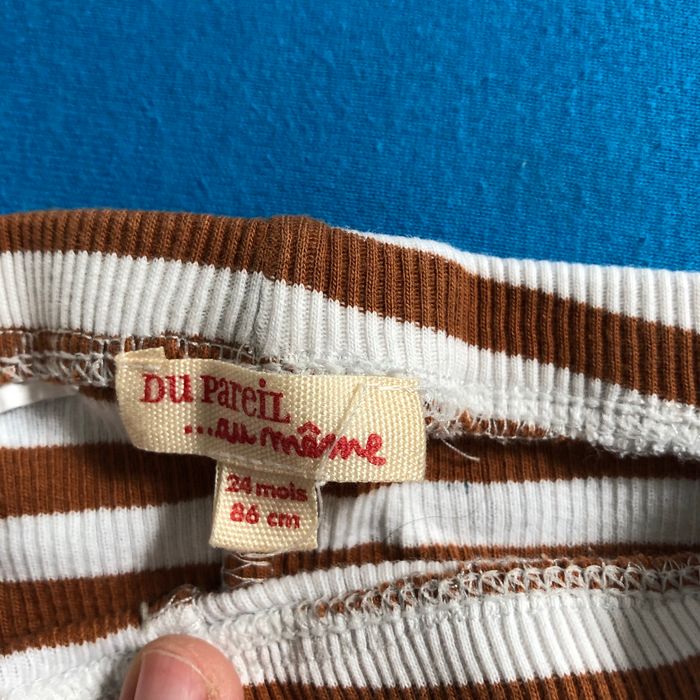 DU PAREIL
...au même
24 mois
86 cm